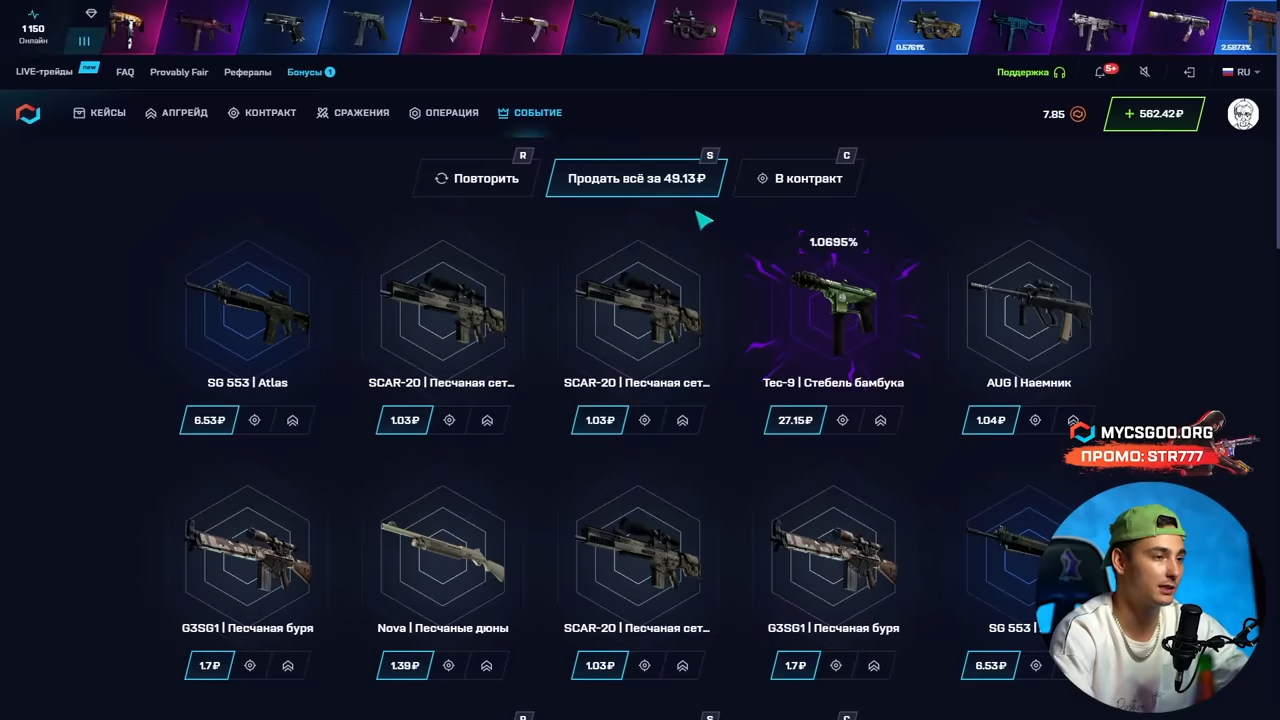 1 150
Онлайн
0.5761%
2.5873%
LIVE-трейды
new
FAQ
Provably Fair
Рефералы
Бонусы 1
Поддержка
5+
RU
КЕЙСЫ
АПГРЕЙД
КОНТРАКТ
СРАЖЕНИЯ
ОПЕРАЦИЯ
СОБЫТИЕ
7.85
+ 562.42 ₽
R
S
C
Повторить
Продать всё за 49.13 ₽
В контракт
1.0695%
SG 553 | Atlas
SCAR-20 | Песчаная сет...
SCAR-20 | Песчаная сет...
Tec-9 | Стебель бамбука
AUG | Наемник
6.53 ₽
1.03 ₽
1.03 ₽
27.15 ₽
1.04 ₽
MYCSGOO.ORG
ПРОМО: STR777
G3SG1 | Песчаная буря
Nova | Песчаные дюны
SCAR-20 | Песчаная сет...
G3SG1 | Песчаная буря
SG 553 |
1.7 ₽
1.39 ₽
1.03 ₽
1.7 ₽
6.53 ₽
R
S
C